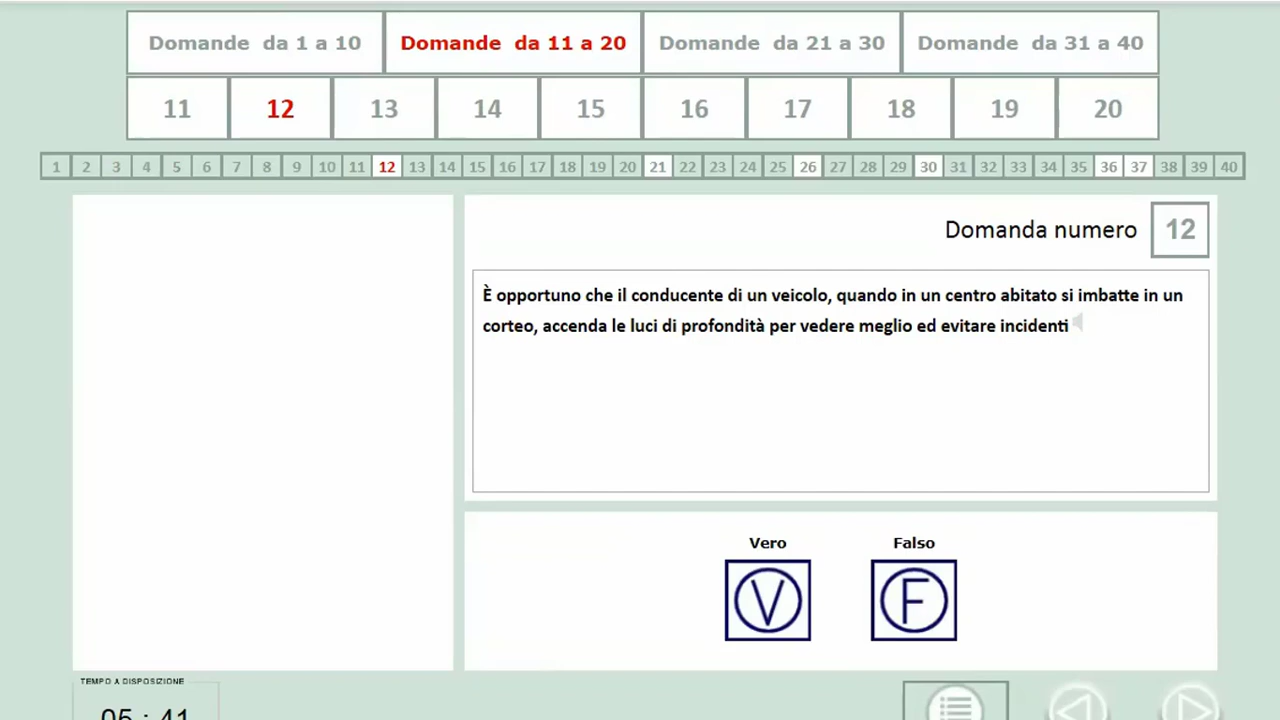 Domande da 1 a 10 Domande da 11 a 20 Domande da 21 a 30 Domande da 31 a 40
11 12 13 14 15 16 17 18 19 20
1 2 3 4 5 6 7 8 9 10 11 12 13 14 15 16 17 18 19 20 21 22 23 24 25 26 27 28 29 30 31 32 33 34 35 36 37 38 39 40
Domanda numero 12
È opportuno che il conducente di un veicolo, quando in un centro abitato si imbatte in un
corteo, accenda le luci di profondità per vedere meglio ed evitare incidenti
Vero Falso
V F
TEMPO A DISPOSIZIONE
05 : 41